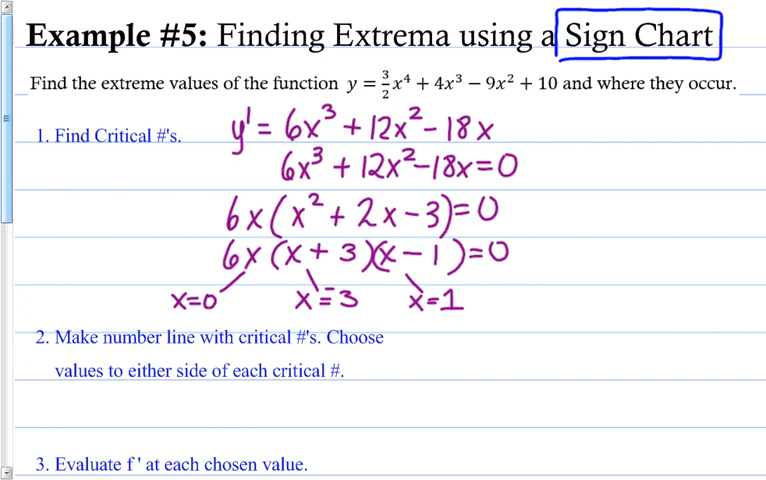 Example #5: Finding Extrema using a Sign Chart
Find the extreme values of the function y = 3/2 x⁴ + 4x³ − 9x² + 10 and where they occur.
1. Find Critical #'s.
y' = 6x³ + 12x² − 18x
6x³ + 12x² − 18x = 0
6x(x² + 2x − 3) = 0
6x(x + 3)(x − 1) = 0
x = 0 x = −3 x = 1
2. Make number line with critical #'s. Choose
values to either side of each critical #.
3. Evaluate f ' at each chosen value.